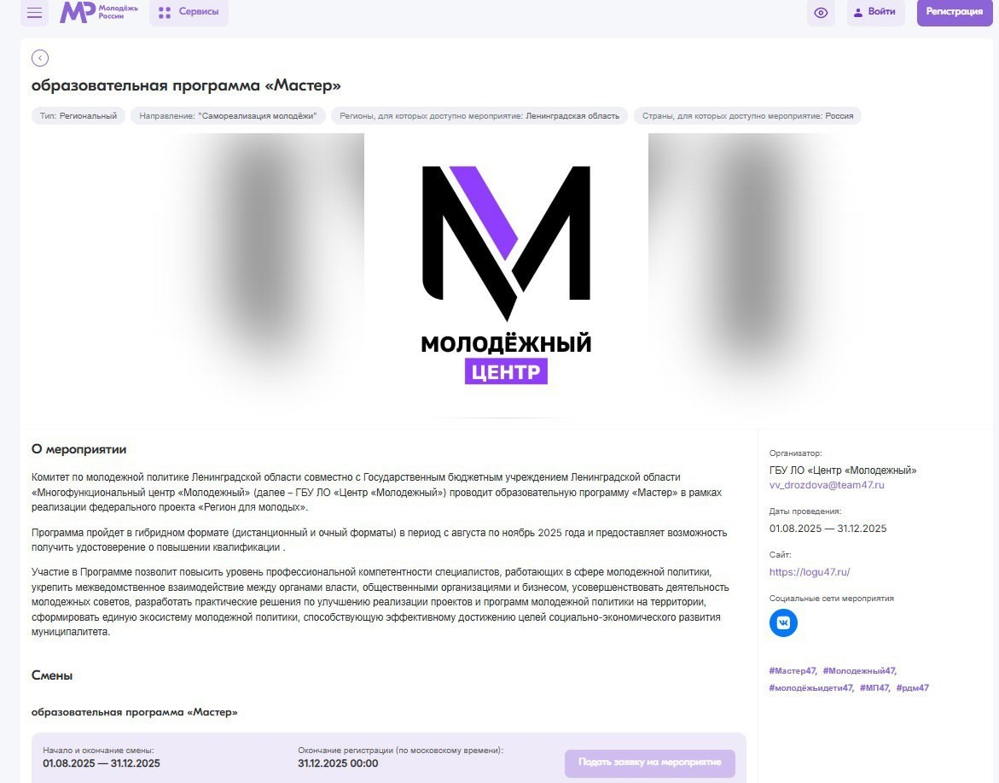 Молодёжь
России
Сервисы
Войти
Регистрация
образовательная программа «Мастер»
Тип: Региональный
Направление: "Самореализация молодёжи"
Регионы, для которых доступно мероприятие: Ленинградская область
Страны, для которых доступно мероприятие: Россия
МОЛОДЁЖНЫЙ
ЦЕНТР
О мероприятии
Комитет по молодежной политике Ленинградской области совместно с Государственным бюджетным учреждением Ленинградской области
«Многофункциональный центр «Молодежный» (далее – ГБУ ЛО «Центр «Молодежный») проводит образовательную программу «Мастер» в рамках
реализации федерального проекта «Регион для молодых».
Программа пройдет в гибридном формате (дистанционный и очный форматы) в период с августа по ноябрь 2025 года и предоставляет возможность
получить удостоверение о повышении квалификации .
Участие в Программе позволит повысить уровень профессиональной компетентности специалистов, работающих в сфере молодежной политики,
укрепить межведомственное взаимодействие между органами власти, общественными организациями и бизнесом, усовершенствовать деятельность
молодежных советов, разработать практические решения по улучшению реализации проектов и программ молодежной политики на территории,
сформировать единую экосистему молодежной политики, способствующую эффективному достижению целей социально-экономического развития
муниципалитета.
Смены
образовательная программа «Мастер»
Начало и окончание смены:
01.08.2025 — 31.12.2025
Окончание регистрации (по московскому времени):
31.12.2025 00:00
Подать заявку на мероприятие
Организатор:
ГБУ ЛО «Центр «Молодежный»
vv_drozdova@team47.ru
Даты проведения:
01.08.2025 — 31.12.2025
Сайт:
https://logu47.ru/
Социальные сети мероприятия
#Мастер47, #Молодежный47,
#молодёжьидети47, #МП47, #рдм47